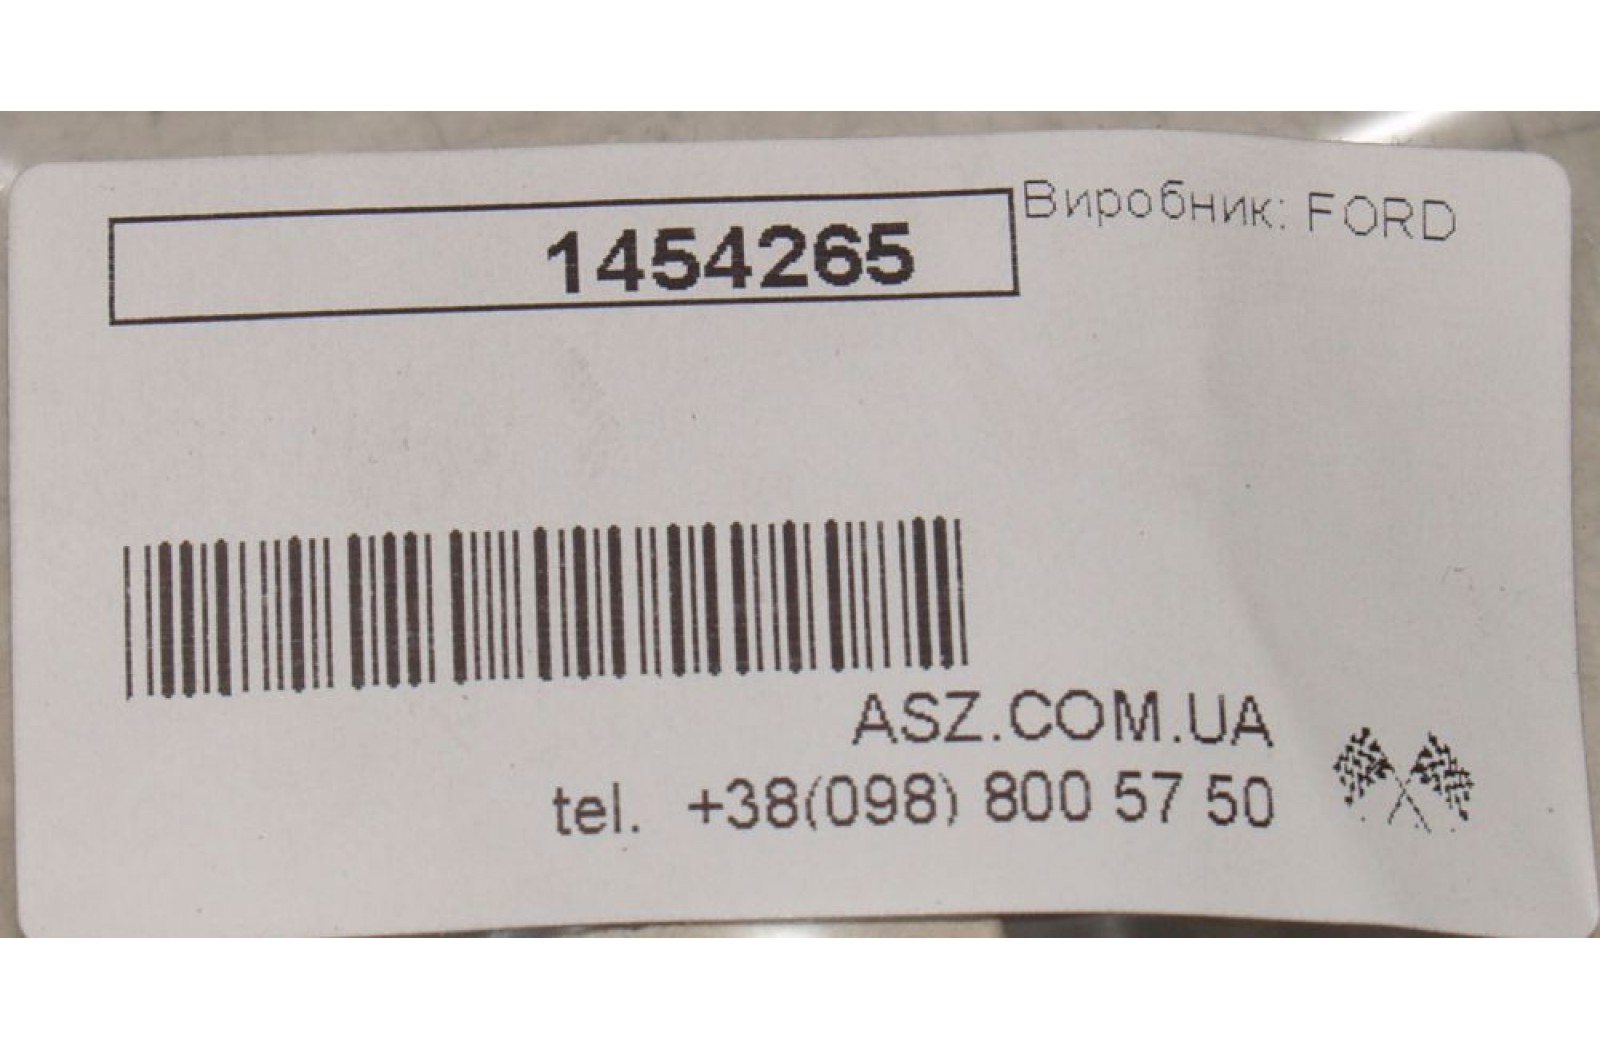 1454265
Виробник: FORD
ASZ.COM.UA
tel. +38(098) 800 57 50